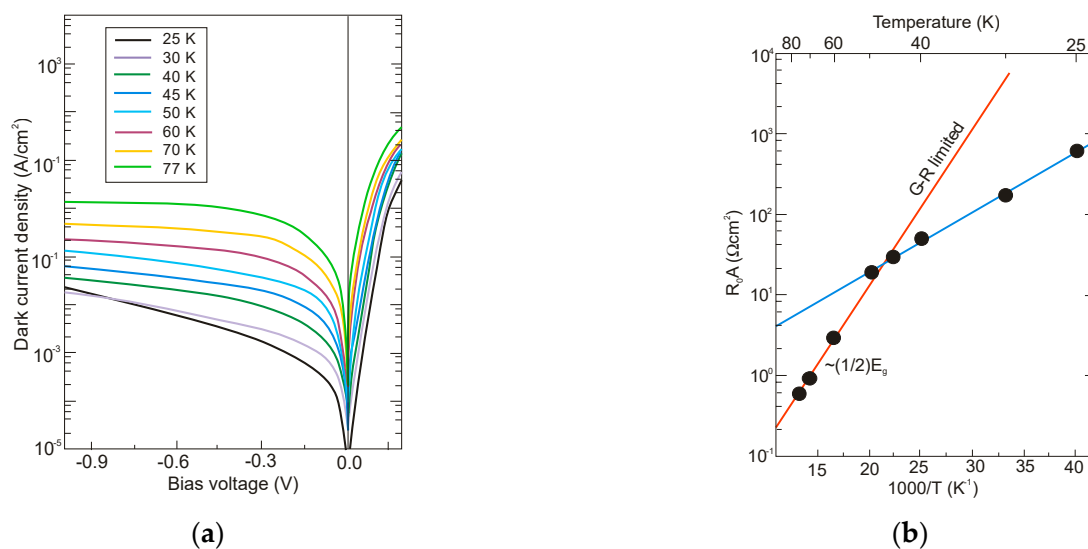 10³
10⁻¹
10⁻¹
10⁻³
10⁻⁵
Dark current density (A/cm²)
25 K
30 K
40 K
45 K
50 K
60 K
70 K
77 K
-0.9
-0.6
-0.3
0.0
Bias voltage (V)
(a)
Temperature (K)
80
60
40
25
10⁴
10³
10²
10¹
10⁰
10⁻¹
R₀A (Ωcm²)
G-R limited
~(1/2)E₉
15
20
25
30
35
40
1000/T (K⁻¹)
(b)